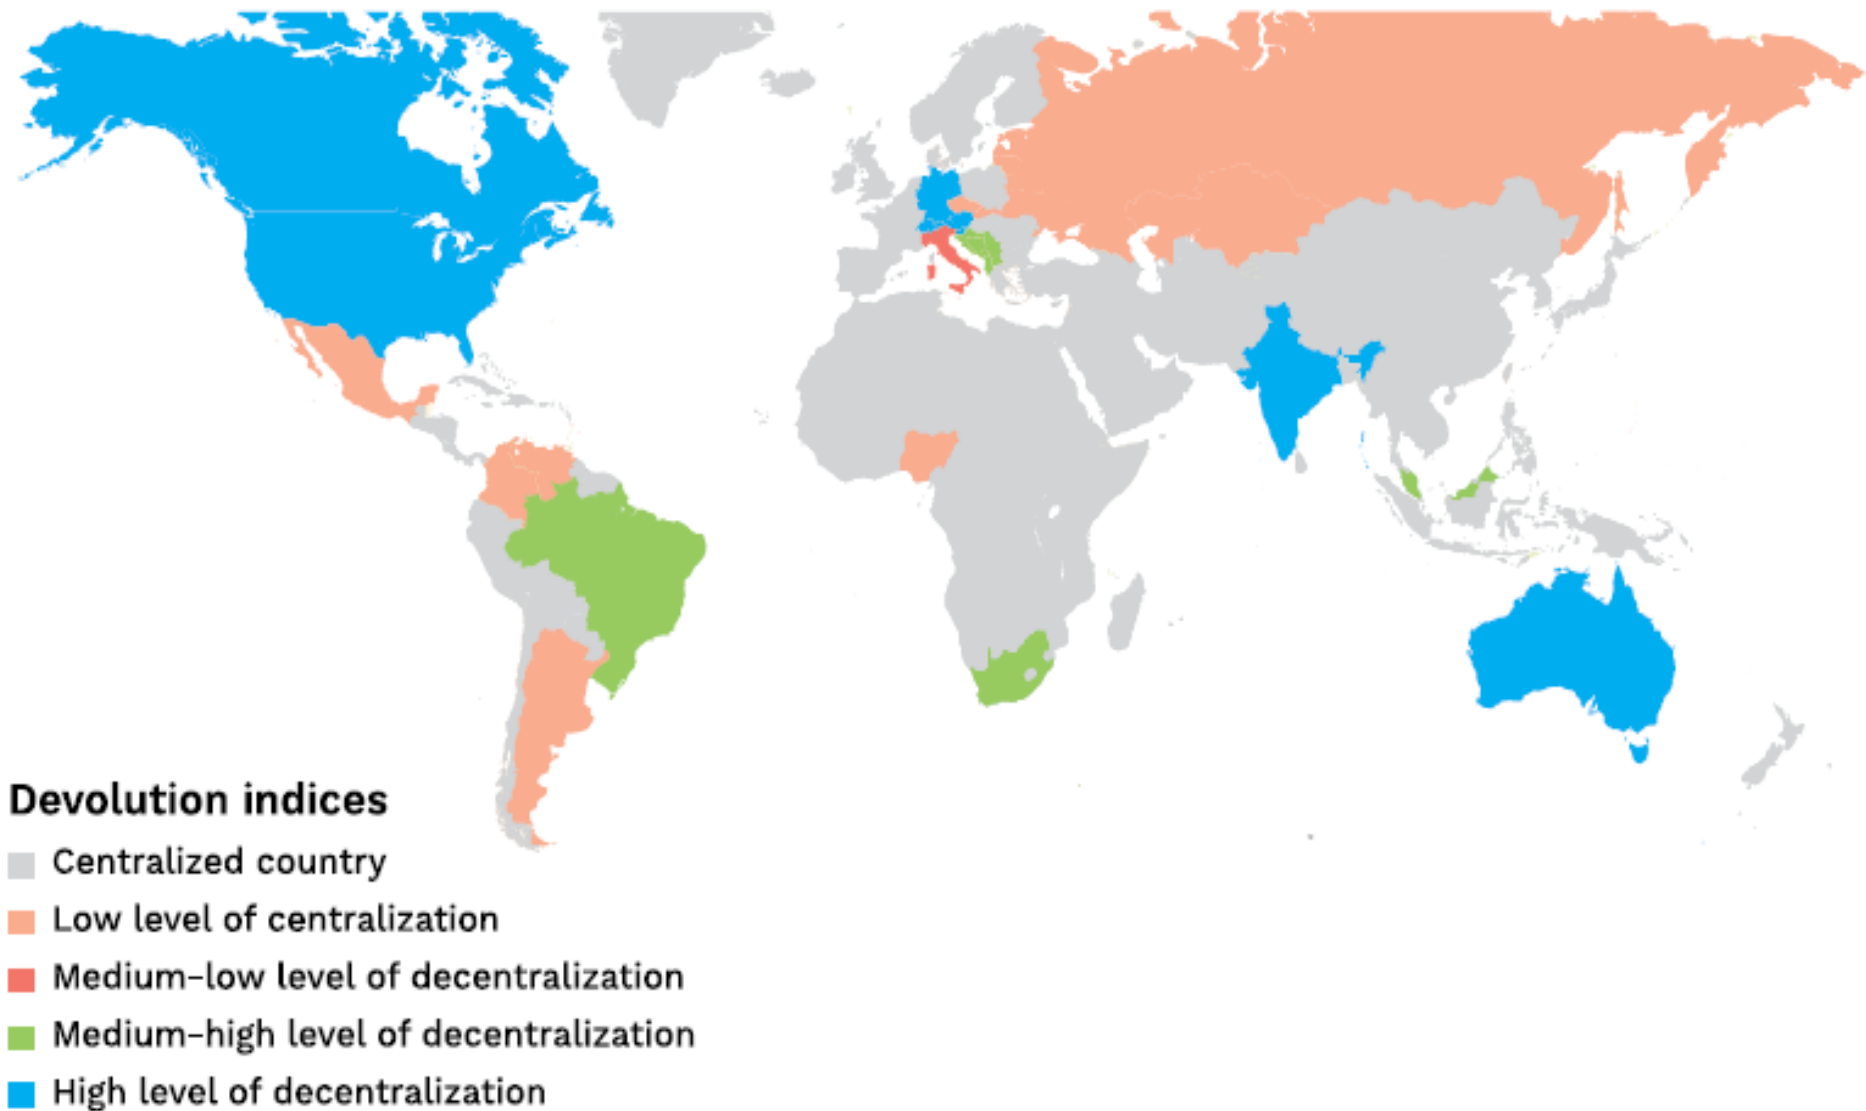 Devolution indices
Centralized country
Low level of centralization
Medium-low level of decentralization
Medium-high level of decentralization
High level of decentralization